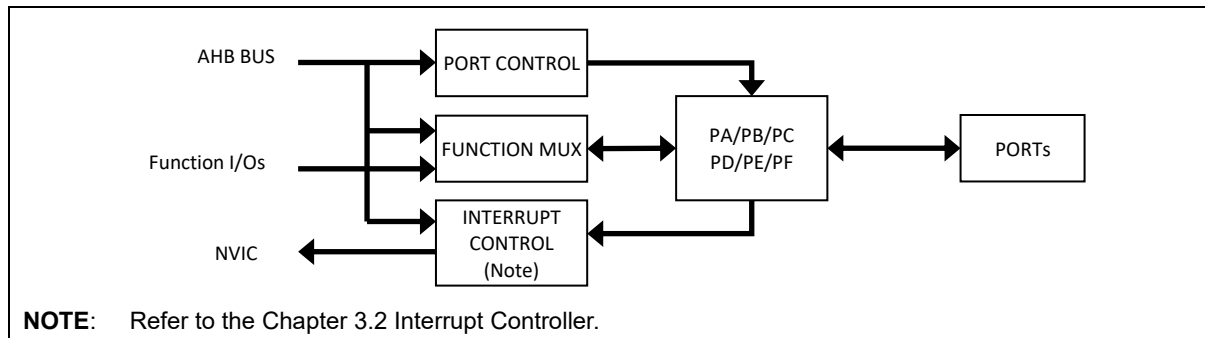 AHB BUS
PORT CONTROL
Function I/Os
FUNCTION MUX
PA/PB/PC
PD/PE/PF
PORTs
NVIC
INTERRUPT
CONTROL
(Note)
NOTE: Refer to the Chapter 3.2 Interrupt Controller.